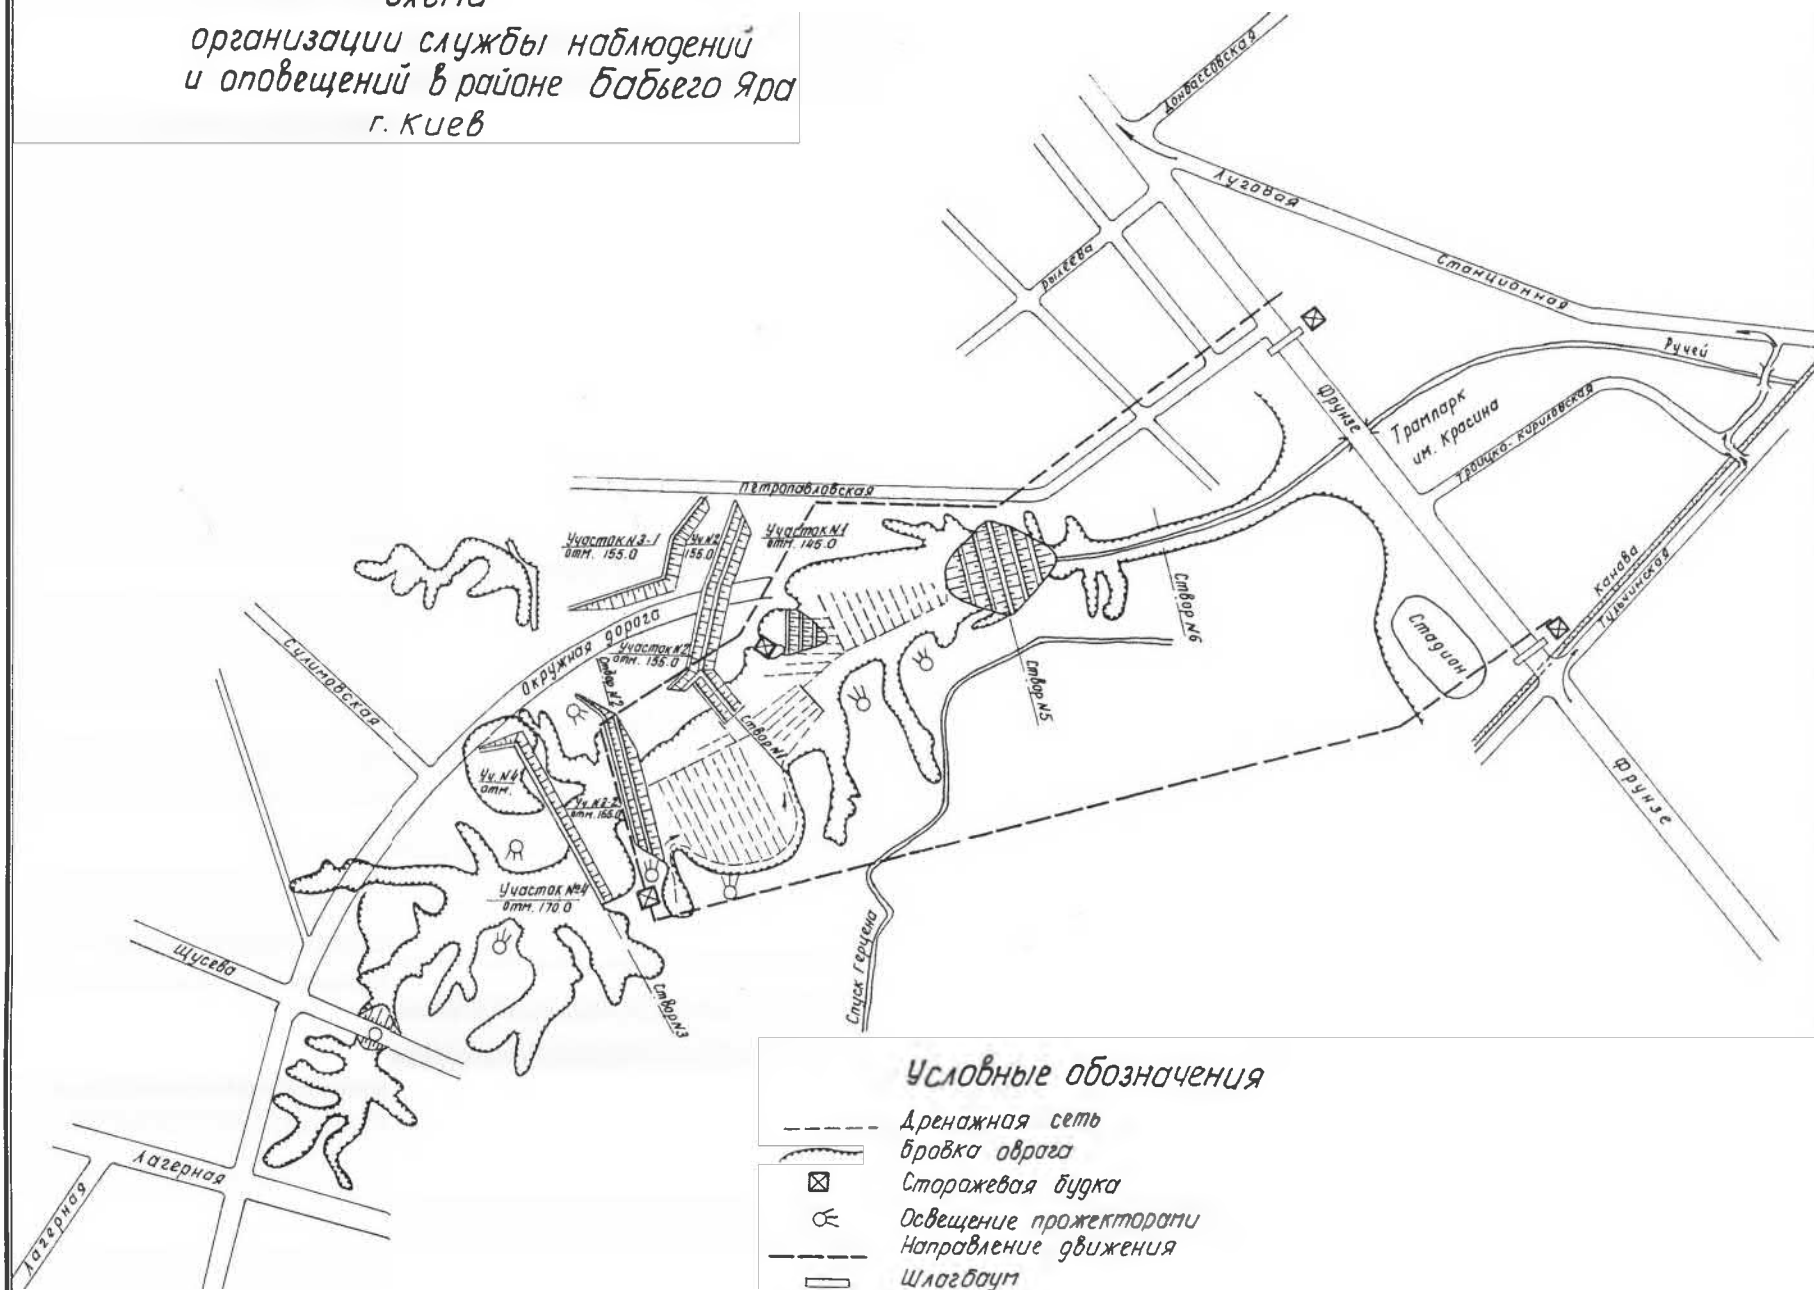 организации службы наблюдений
и оповещений в районе Бабьего Яра
г. Киев
Донбассовская
Луговая
Станционная
рылеева
Ручей
Фрунзе
Трампарк
им. Красина
Троицко-Кириловская
Петропавловская
Участок N3-1
отм. 155.0
Уч. N2
155.0
Участок N1
отм. 145.0
Канава
Тульчинская
Створ N6
Стадион
Окружная дорога
Участок N2
отм. 155.0
Створ N2
Створ N5
Створ N1
Сулимовская
Уч. N4
отм.
Уч. N2-2
отм. 165.0
Фрунзе
Участок №4
отм. 170.0
Щусева
Створ N3
Спуск Герцена
Лагерная
Лагерная
Условные обозначения
Дренажная сеть
Бровка оврага
Сторожевая будка
Освещение прожекторами
Направление движения
Шлагбаум